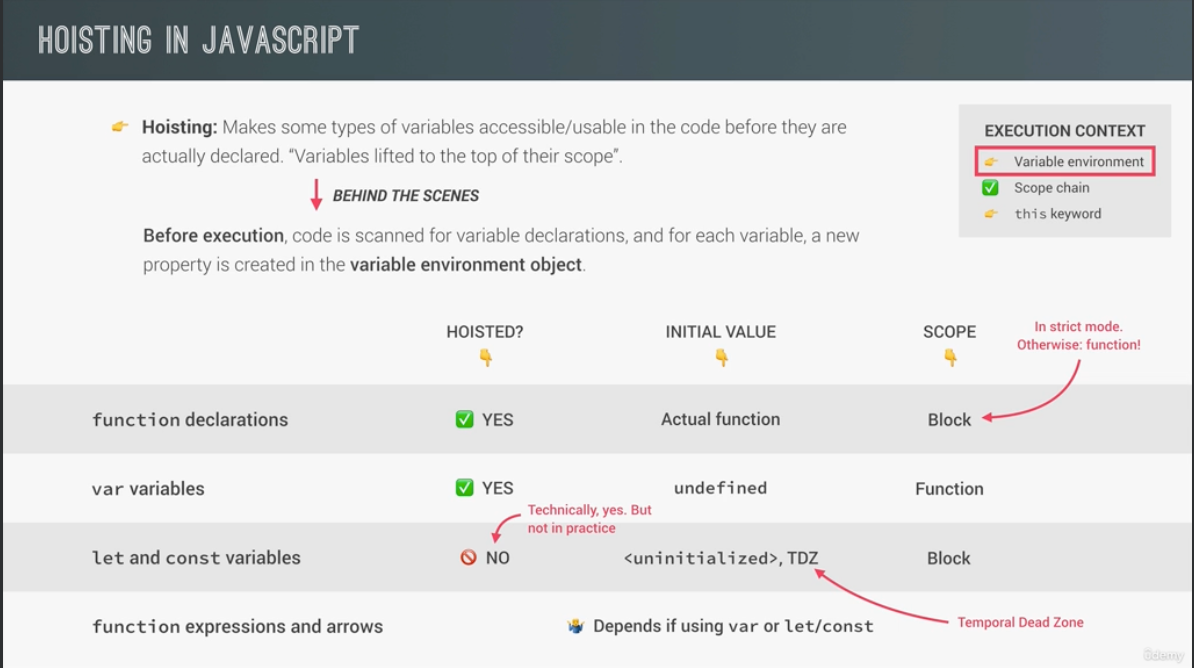 HOISTING IN JAVASCRIPT
👉 Hoisting: Makes some types of variables accessible/usable in the code before they are
actually declared. “Variables lifted to the top of their scope”.
BEHIND THE SCENES
Before execution, code is scanned for variable declarations, and for each variable, a new
property is created in the variable environment object.
EXECUTION CONTEXT
👉 Variable environment
✅ Scope chain
👉 this keyword
HOISTED? INITIAL VALUE SCOPE
👇 👇 👇
In strict mode.
Otherwise: function!
function declarations ✅ YES Actual function Block
var variables ✅ YES undefined Function
Technically, yes. But
not in practice
let and const variables 🚫 NO <uninitialized>, TDZ Block
Temporal Dead Zone
function expressions and arrows 🤷‍♂️ Depends if using var or let/const
ûdemy